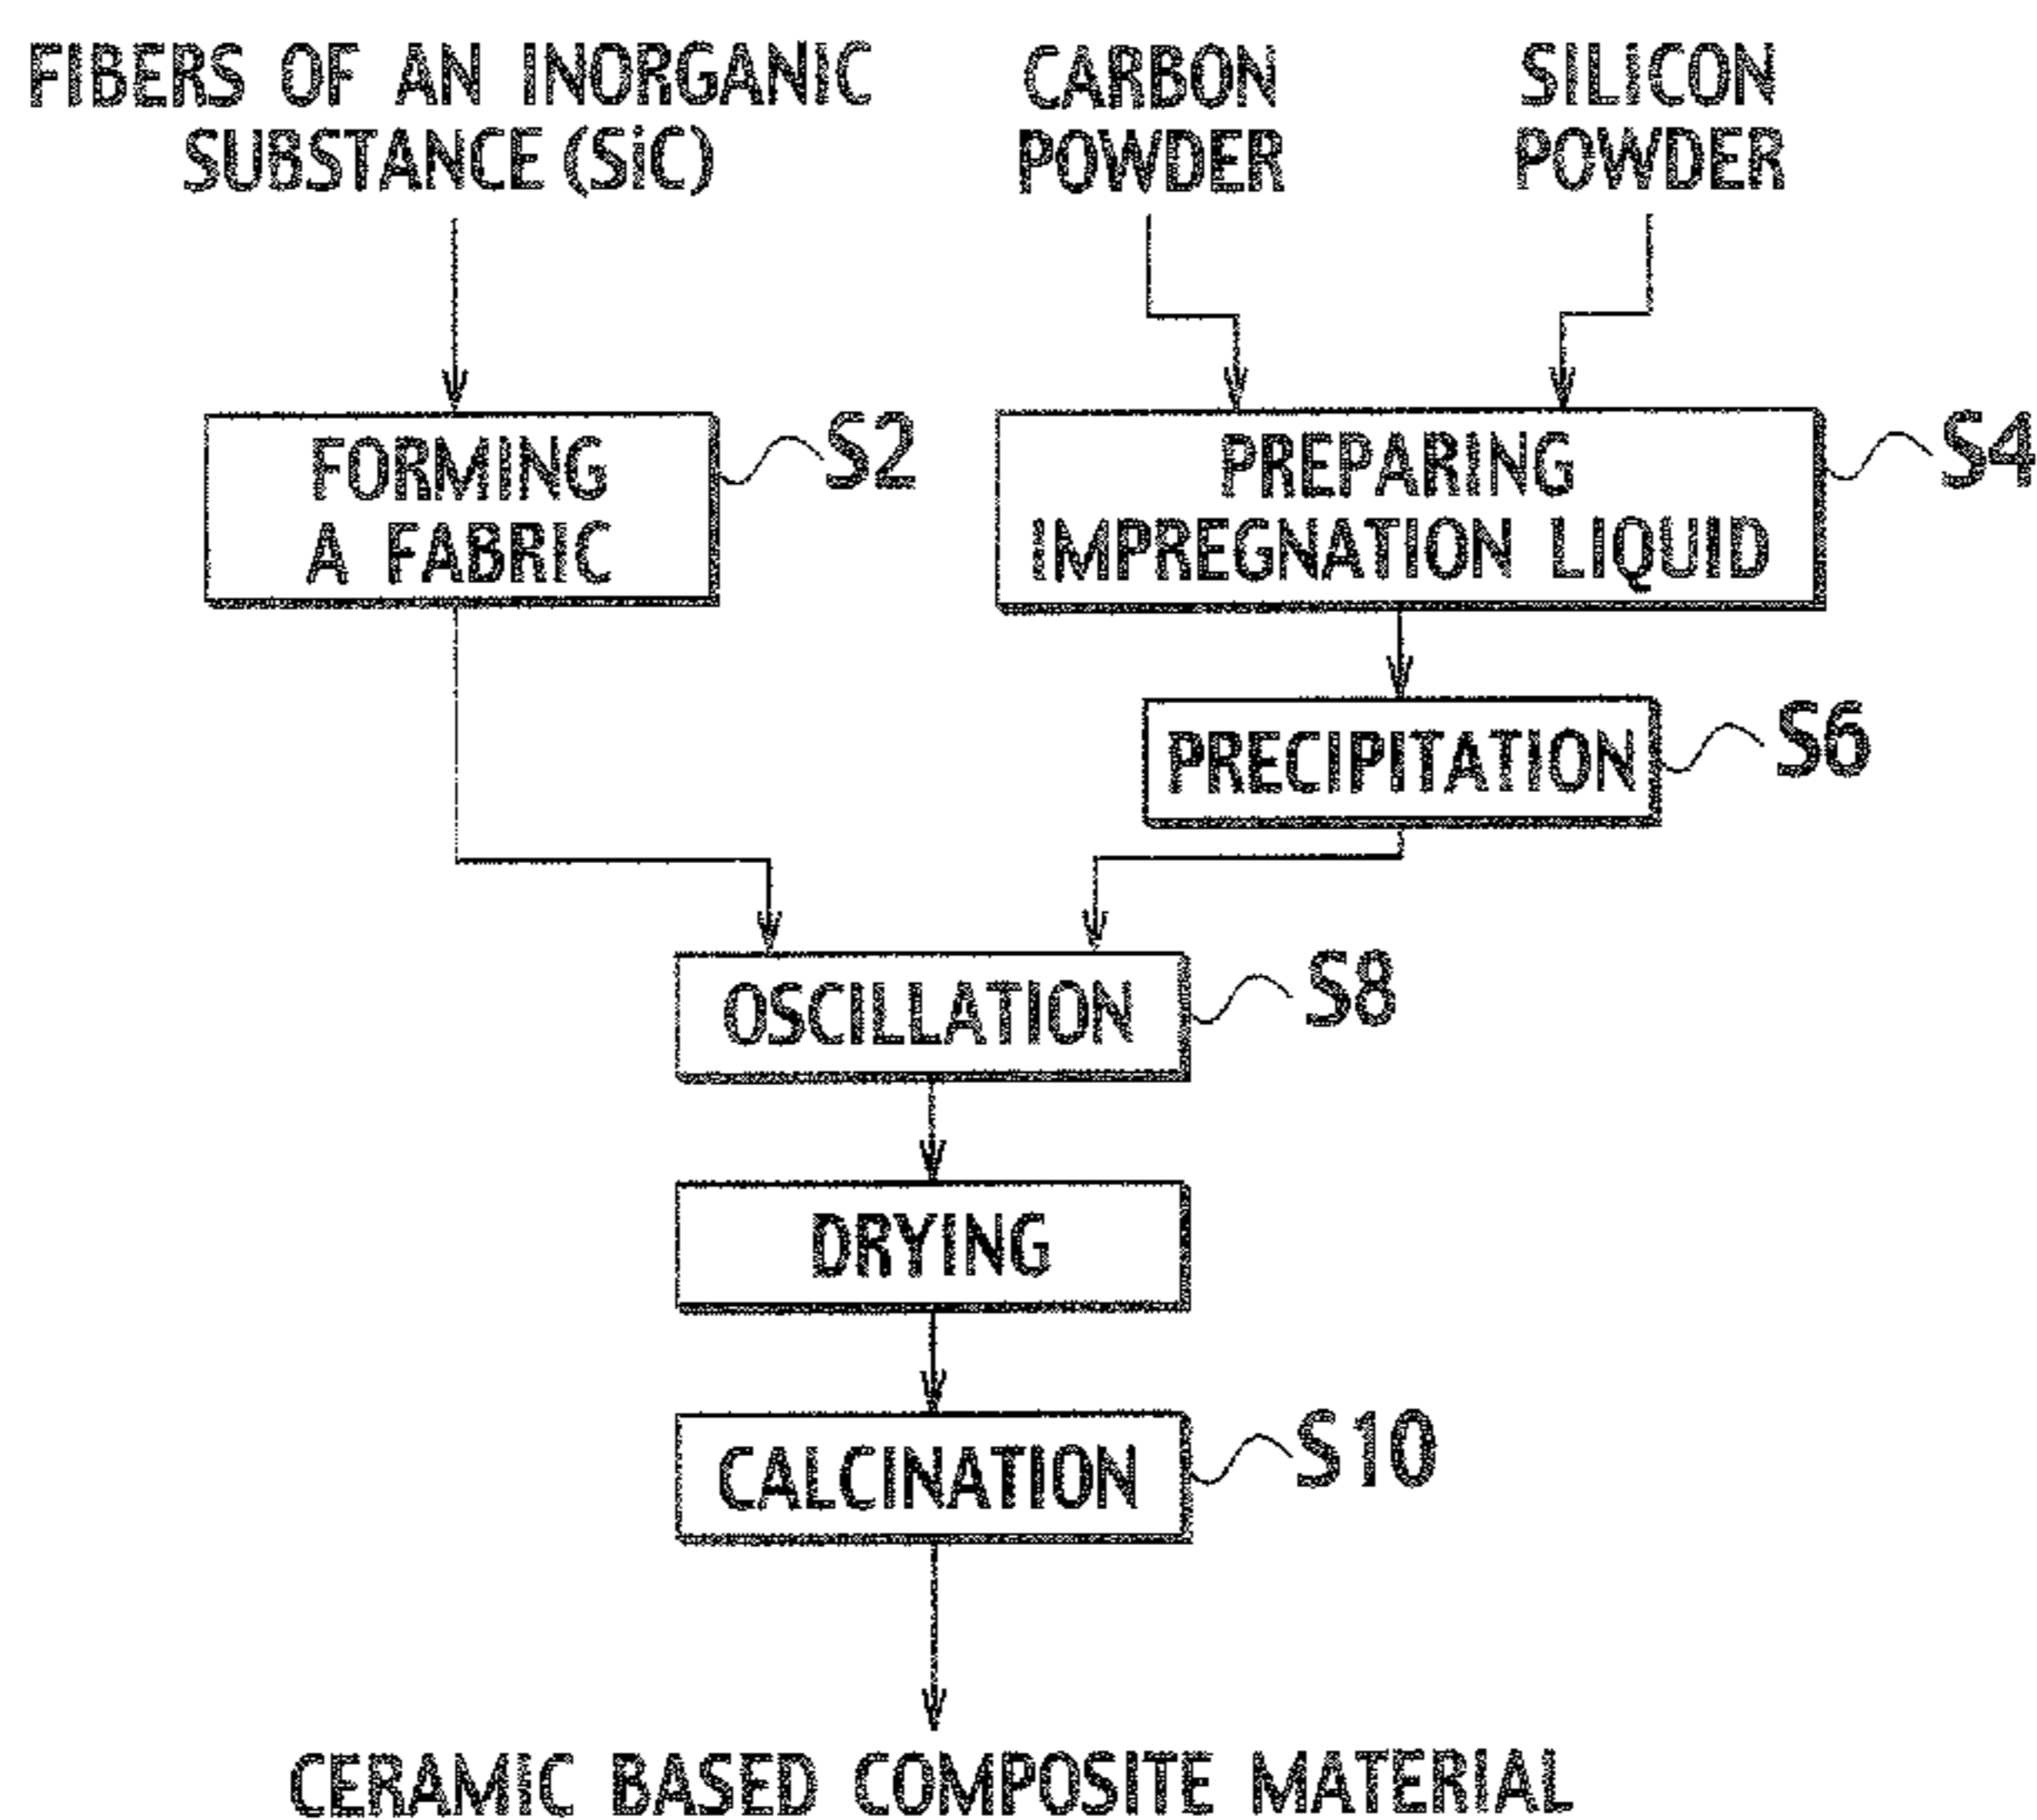 FIBERS OF AN INORGANIC
SUBSTANCE (SiC)
CARBON
POWDER
SILiCON
POWDER
FORMING
A FABRIC
S2
PREPARING
IMPREGNATION LIQUID
S4
PRECIPITATION
S6
OSCILLATION
S8
DRYING
CALCINATION
S10
CERAMIC BASED COMPOSITE MATERIAL